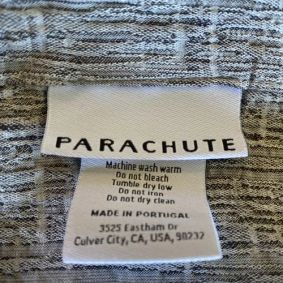 PARACHUTE
Machine wash warm
Do not bleach
Tumble dry low
Do not iron
Do not dry clean
MADE IN PORTUGAL
3525 Eastham Dr
Culver City, CA, USA, 90232